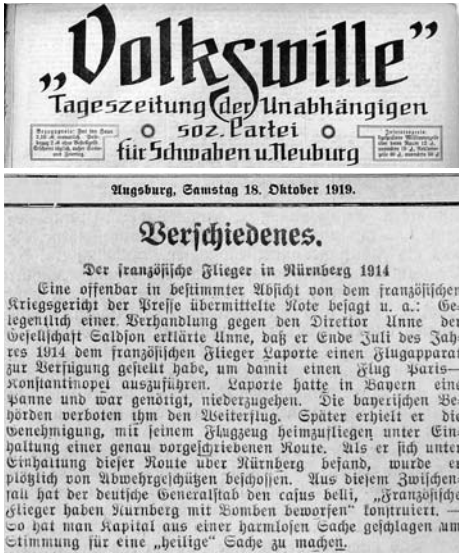 „Volkswille"
Tageszeitung der Unabhängigen
soz. Partei
für Schwaben u. Neuburg
Augsburg, Samstag 18. Oktober 1919.
Verschiedenes.
Der französische Flieger in Nürnberg 1914
Eine offenbar in bestimmter Absicht von dem französischen
Kriegsgericht der Presse übermittelte Note besagt u. a.: Ge-
legentlich einer Verhandlung gegen den Direktor Unne der
Gesellschaft Saldson erklärte Unne, daß er Ende Juli des Jah-
res 1914 dem französischen Flieger Laporte einen Flugapparat
zur Verfügung gestellt habe, um damit einen Flug Paris—
Konstantinopel auszuführen. Laporte hatte in Bayern eine
Panne und war genötigt, niederzugehen. Die bayerischen Be-
hörden verboten ihm den Weiterflug. Später erhielt er die
Genehmigung, mit seinem Flugzeug heimzufliegen unter Ein-
haltung einer genau vorgeschriebenen Route. Als er sich unter
Einhaltung dieser Route über Nürnberg befand, wurde er
plötzlich von Abwehrgeschützen beschossen. Aus diesem Zwischen-
fall hat der deutsche Generalstab den casus belli, „Französische
Flieger haben Nürnberg mit Bomben beworfen" konstruiert. —
So hat man Kapital aus einer harmlosen Sache geschlagen um
Stimmung für eine „heilige" Sache zu machen.